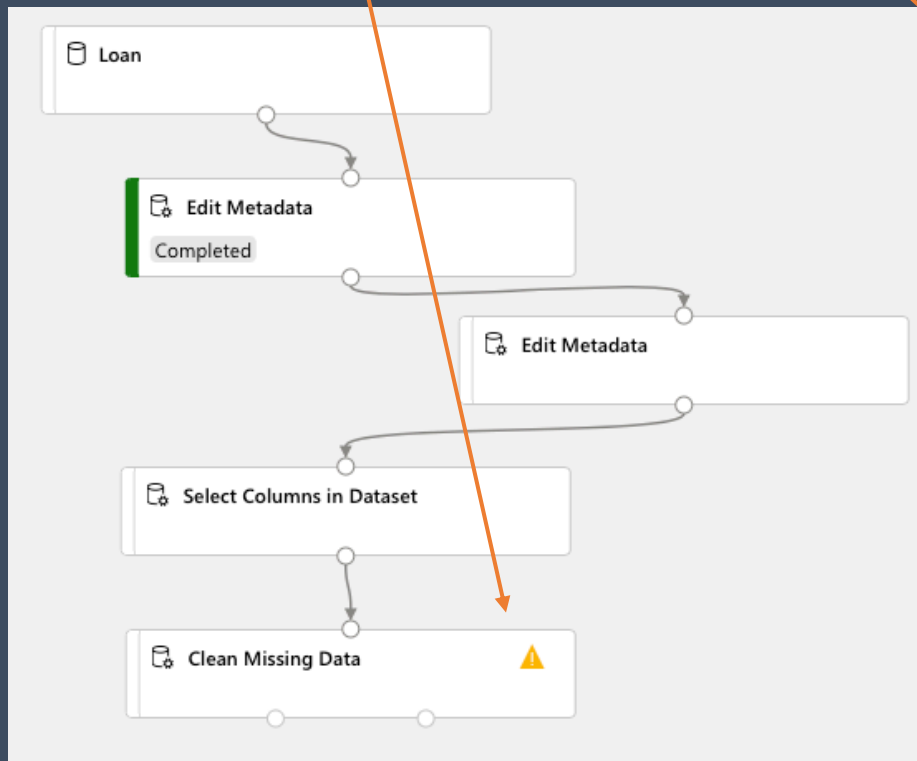 Loan
Edit Metadata
Completed
Edit Metadata
Select Columns in Dataset
Clean Missing Data